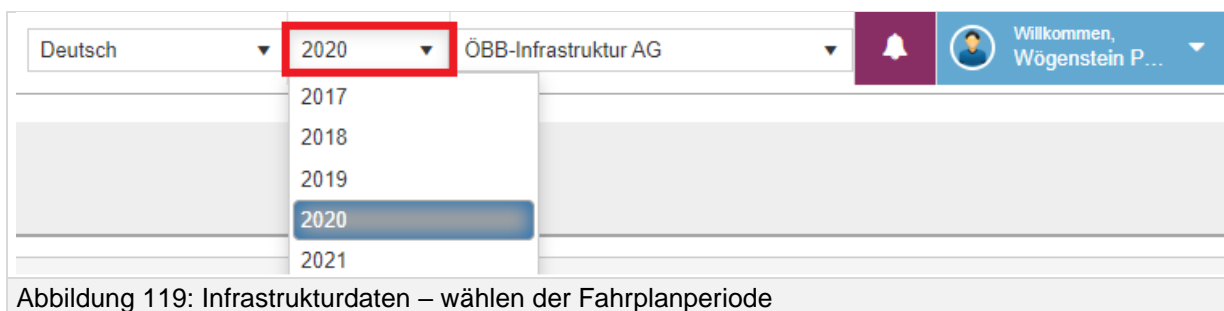 Deutsch 2020 ÖBB-Infrastruktur AG Willkommen,
Wögenstein P...
2017
2018
2019
2020
2021
Abbildung 119: Infrastrukturdaten – wählen der Fahrplanperiode